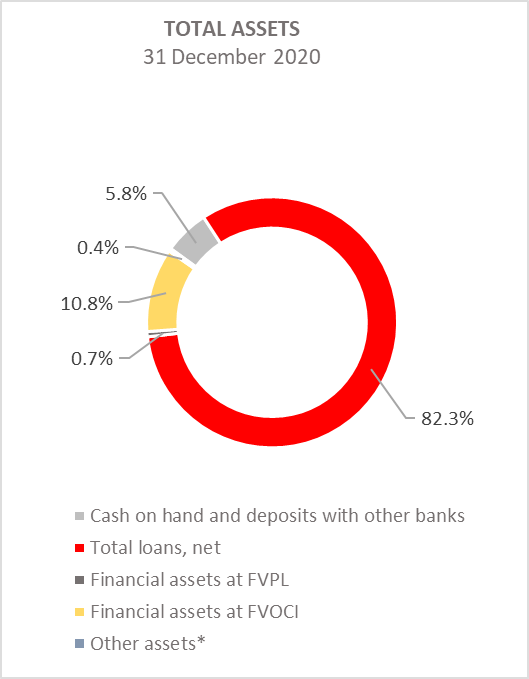 TOTAL ASSETS
31 December 2020
5.8%
0.4%
10.8%
0.7%
82.3%
Cash on hand and deposits with other banks
Total loans, net
Financial assets at FVPL
Financial assets at FVOCI
Other assets*